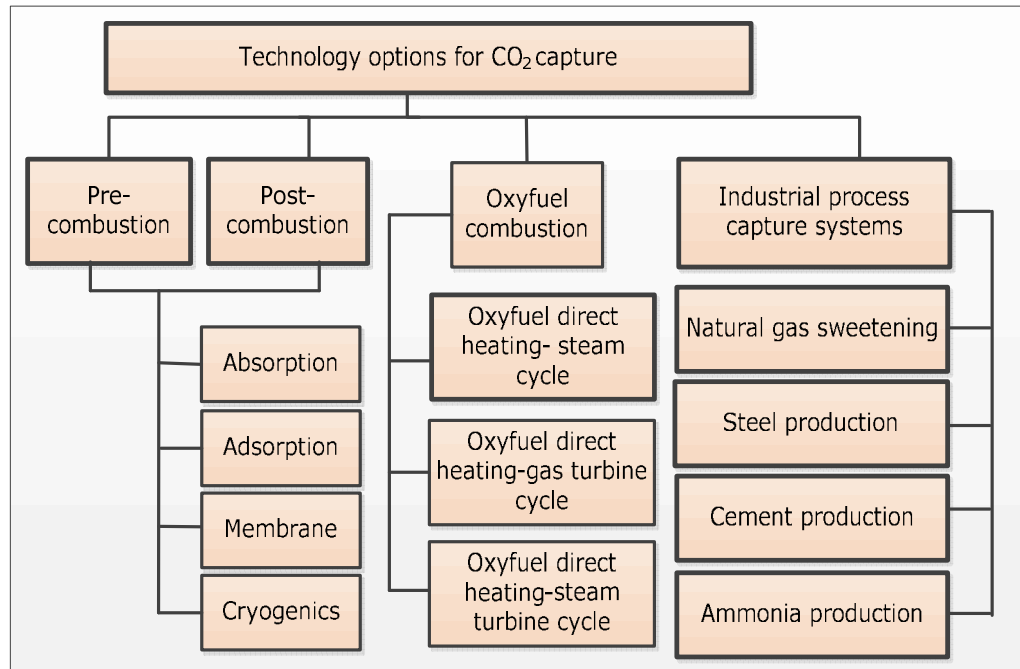 Technology options for CO₂ capture
Pre-
combustion
Post-
combustion
Oxyfuel
combustion
Industrial process
capture systems
Absorption
Adsorption
Membrane
Cryogenics
Oxyfuel direct
heating- steam
cycle
Oxyfuel direct
heating-gas turbine
cycle
Oxyfuel direct
heating-steam
turbine cycle
Natural gas sweetening
Steel production
Cement production
Ammonia production